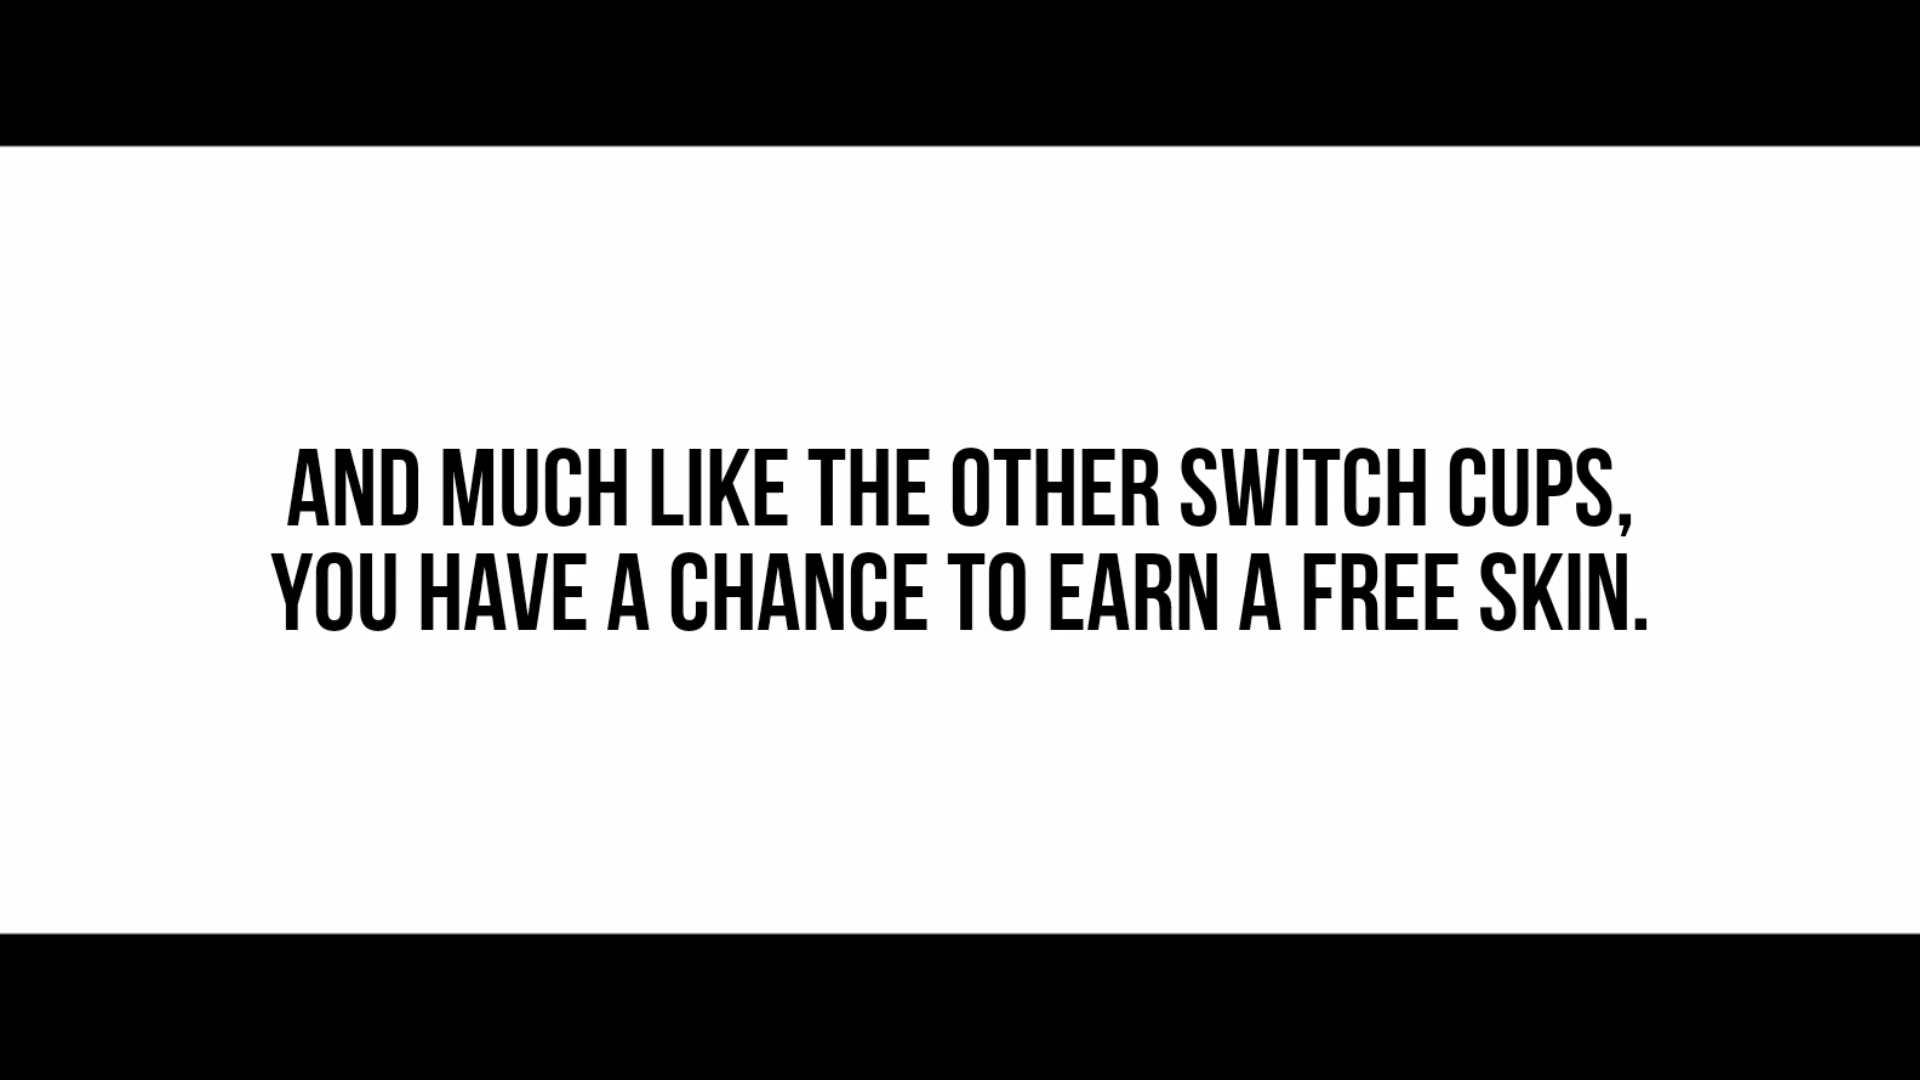 AND MUCH LIKE THE OTHER SWITCH CUPS,
YOU HAVE A CHANCE TO EARN A FREE SKIN.